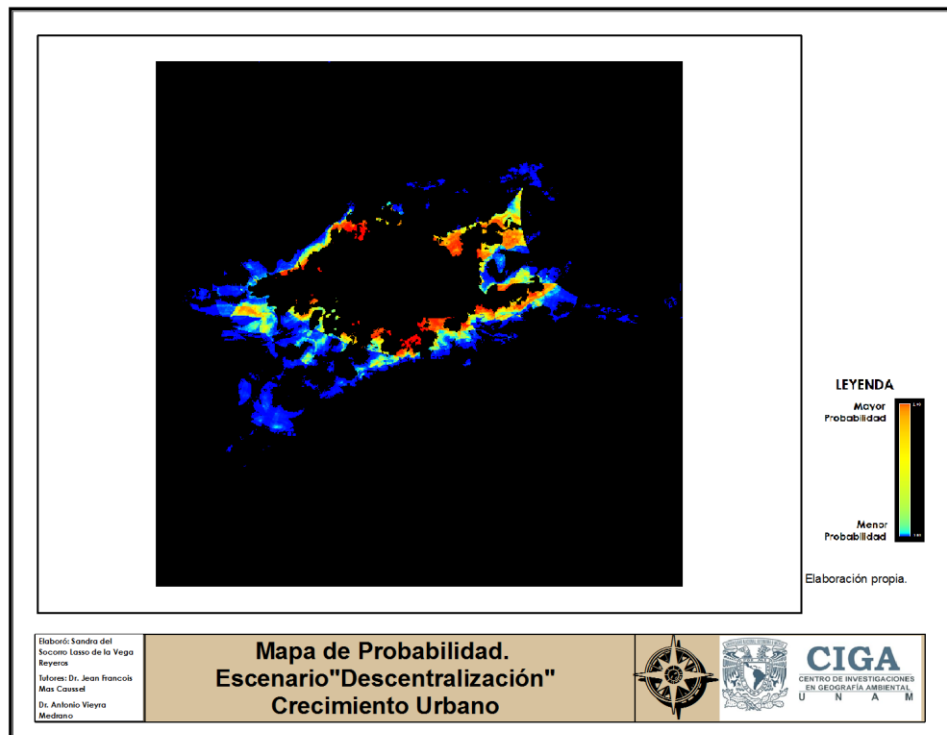 LEYENDA
Mayor
Probabilidad
Menor
Probabilidad
Elaboración propia.
Elaboró: Sandra del
Socorro Lasso de la Vega
Reyeros
Tutores: Dr. Jean Francois
Mas Caussel
Dr. Antonio Vieyra
Medrano
Mapa de Probabilidad.
Escenario"Descentralización"
Crecimiento Urbano
CIGA
CENTRO DE INVESTIGACIONES
EN GEOGRAFÍA AMBIENTAL
U N A M